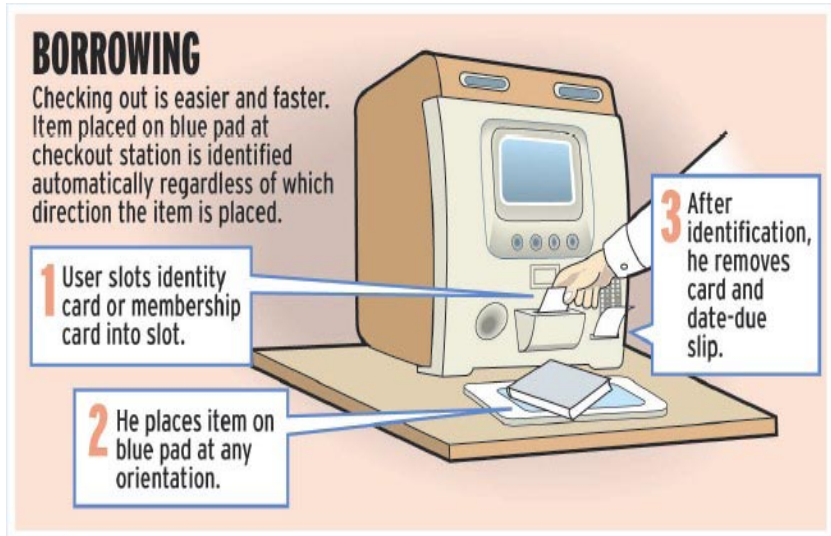 BORROWING
Checking out is easier and faster.
Item placed on blue pad at
checkout station is identified
automatically regardless of which
direction the item is placed.
1 User slots identity
card or membership
card into slot.
2 He places item on
blue pad at any
orientation.
3 After
identification,
he removes
card and
date-due
slip.